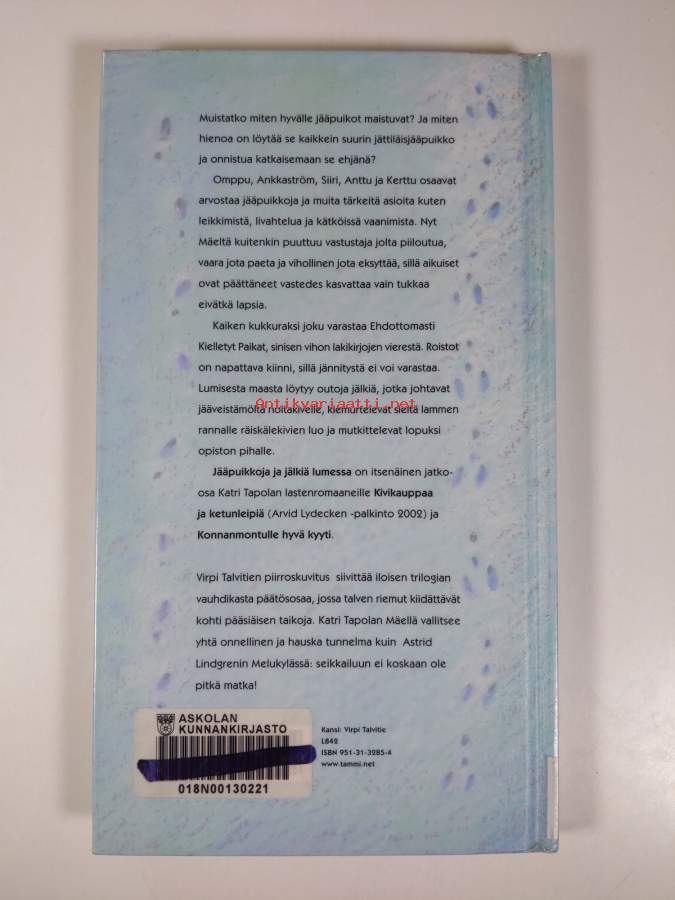 Muistatko miten hyvälle jääpuikot maistuvat? Ja miten
hienoa on löytää se kaikkein suurin jättiläisjääpuikko
ja onnistua katkaisemaan se ehjänä?
Omppu, Ankkaström, Siiri, Anttu ja Kerttu osaavat
arvostaa jääpuikkoja ja muita tärkeitä asioita kuten
leikkimistä, livahtelua ja kätköissä vaanimista. Nyt
Mäeltä kuitenkin puuttuu vastustaja jolta piiloutua,
vaara jota paeta ja vihollinen jota eksyttää, sillä aikuiset
ovat päättäneet vastedes kasvattaa vain tukkaa
eivätkä lapsia.
Kaiken kukkuraksi joku varastaa Ehdottomasti
Kielletyt Paikat, sinisen vihon lakikirjojen vierestä. Roistot
on napattava kiinni, sillä jännitystä ei voi varastaa.
Lumisesta maasta löytyy outoja jälkiä, jotka johtavat
Antikvariaatti.net
jääveistämöltä noitakivelle, kiemurtelevat sieltä lammen
rannalle räiskälekivien luo ja mutkittelevat lopuksi
opiston pihalle.
Jääpuikkoja ja jälkiä lumessa on itsenäinen jatko-
osa Katri Tapolan lastenromaaneille Kivikauppaa
ja ketunleipiä (Arvid Lydecken -palkinto 2002) ja
Konnanmontulle hyvä kyyti.
Virpi Talvitien piirroskuvitus siivittää iloisen trilogian
vauhdikasta päätösosaa, jossa talven riemut kiidättävät
kohti pääsiäisen taikoja. Katri Tapolan Mäellä vallitsee
yhtä onnellinen ja hauska tunnelma kuin Astrid
Lindgrenin Melukylässä: seikkailuun ei koskaan ole
pitkä matka!
ASKOLAN
KUNNANKIRJASTO
018N00130221
Kansi: Virpi Talvitie
L842
ISBN 951-31-3285-4
www.tammi.net